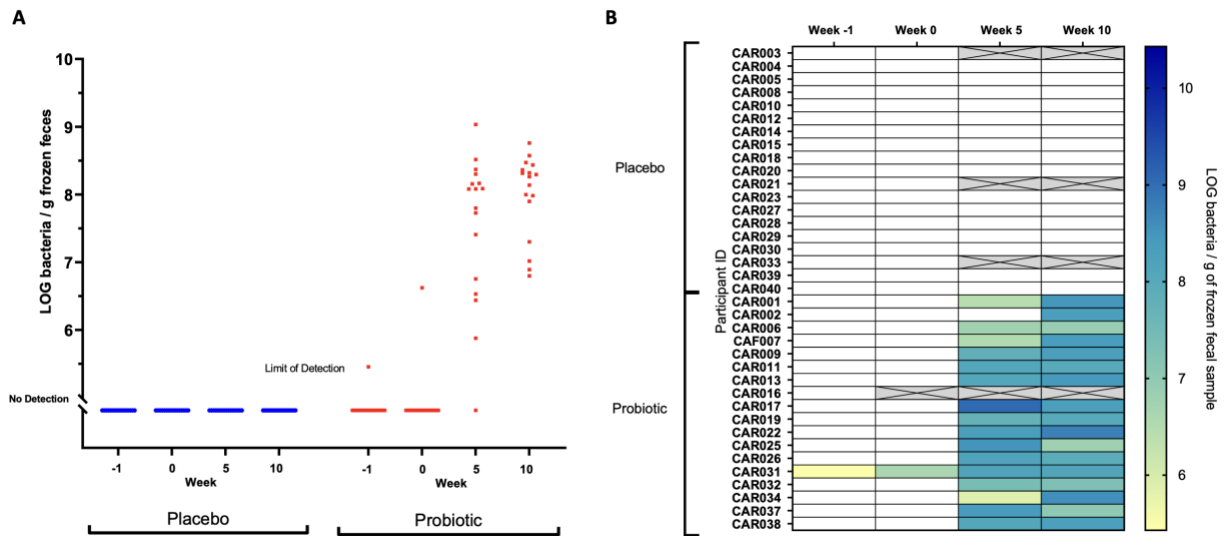 A
10
9
8
7
6
LOG bacteria / g frozen feces
No Detection
Limit of Detection
-1 0 5 10 -1 0 5 10
Week Week
Placebo Probiotic
B
Week -1 Week 0 Week 5 Week 10
Placebo
Probiotic
Participant ID
CAR003
CAR004
CAR005
CAR008
CAR010
CAR012
CAR014
CAR015
CAR018
CAR020
CAR021
CAR023
CAR027
CAR028
CAR029
CAR030
CAR033
CAR039
CAR040
CAR001
CAR002
CAR006
CAF007
CAR009
CAR011
CAR013
CAR016
CAR017
CAR019
CAR022
CAR025
CAR026
CAR031
CAR032
CAR034
CAR037
CAR038
10
9
8
7
6
LOG bacteria / g of frozen fecal sample